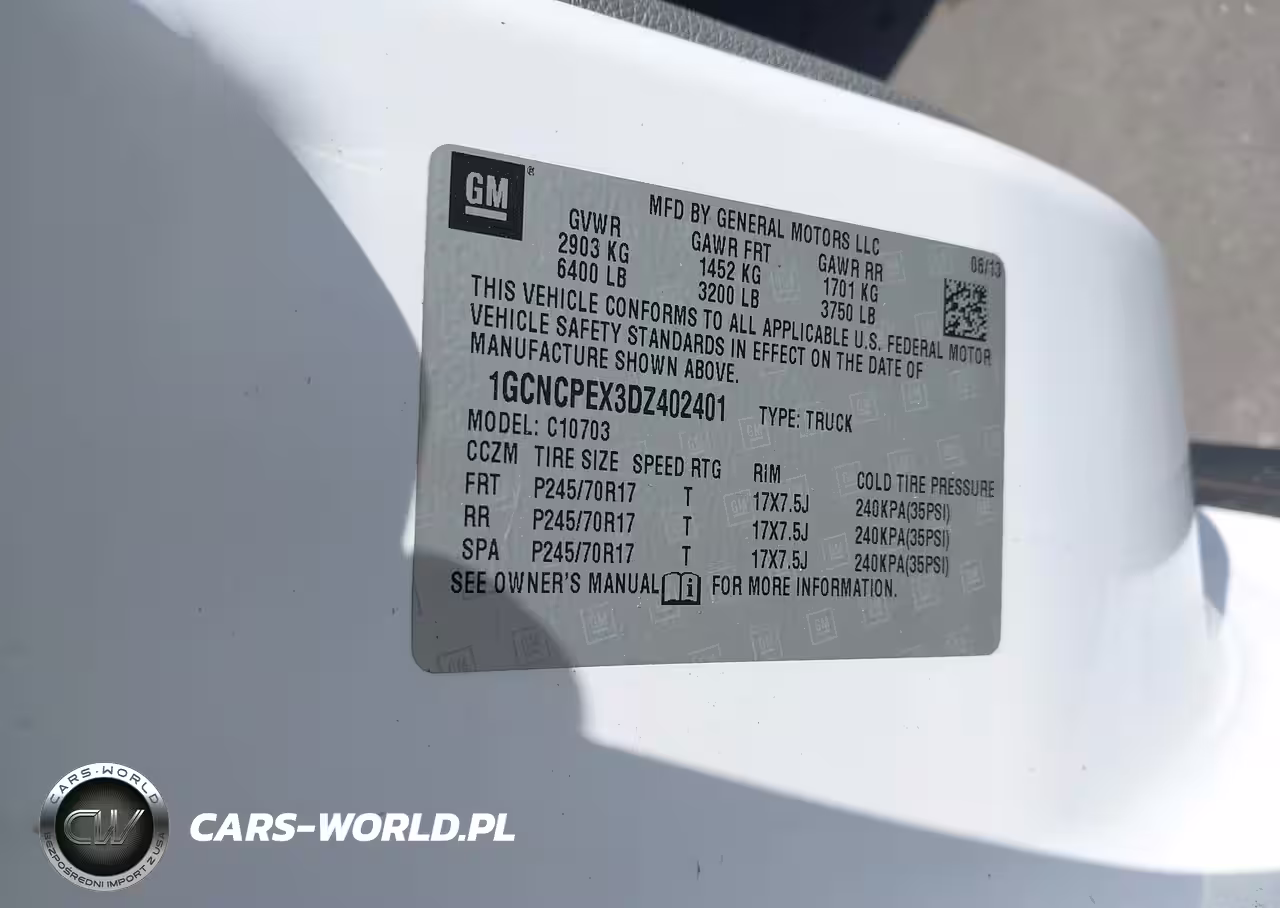 GM®
MFD BY GENERAL MOTORS LLC
GVWR GAWR FRT GAWR RR 06/13
2903 KG 1452 KG 1701 KG
6400 LB 3200 LB 3750 LB
THIS VEHICLE CONFORMS TO ALL APPLICABLE U.S. FEDERAL MOTOR
VEHICLE SAFETY STANDARDS IN EFFECT ON THE DATE OF
MANUFACTURE SHOWN ABOVE.
1GCNCPEX3DZ402401 TYPE: TRUCK
MODEL: C10703
CCZM TIRE SIZE SPEED RTG RIM COLD TIRE PRESSURE
FRT P245/70R17 T 17X7.5J 240KPA(35PSI)
RR P245/70R17 T 17X7.5J 240KPA(35PSI)
SPA P245/70R17 T 17X7.5J 240KPA(35PSI)
SEE OWNER'S MANUAL FOR MORE INFORMATION.
CARS-WORLD
CW
BEZPOŚREDNI IMPORT Z USA
CARS-WORLD.PL